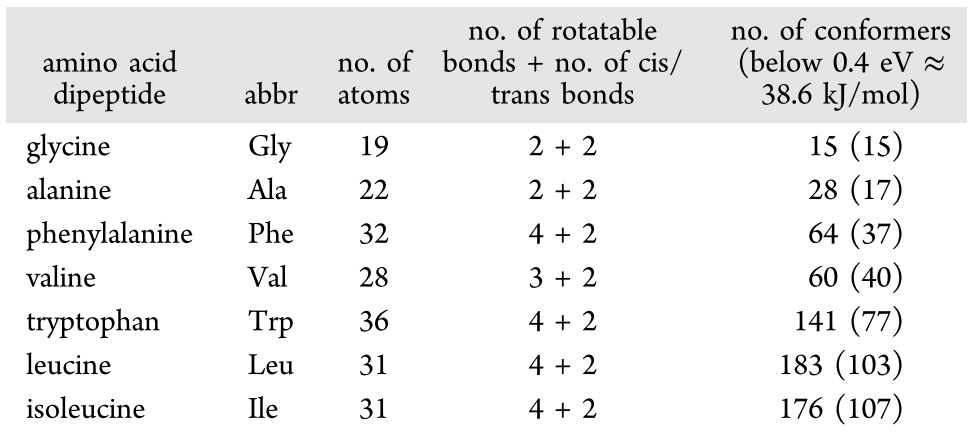 no. of rotatable no. of conformers
amino acid no. of bonds + no. of cis/ (below 0.4 eV ≈
dipeptide abbr atoms trans bonds 38.6 kJ/mol)
glycine Gly 19 2 + 2 15 (15)
alanine Ala 22 2 + 2 28 (17)
phenylalanine Phe 32 4 + 2 64 (37)
valine Val 28 3 + 2 60 (40)
tryptophan Trp 36 4 + 2 141 (77)
leucine Leu 31 4 + 2 183 (103)
isoleucine Ile 31 4 + 2 176 (107)